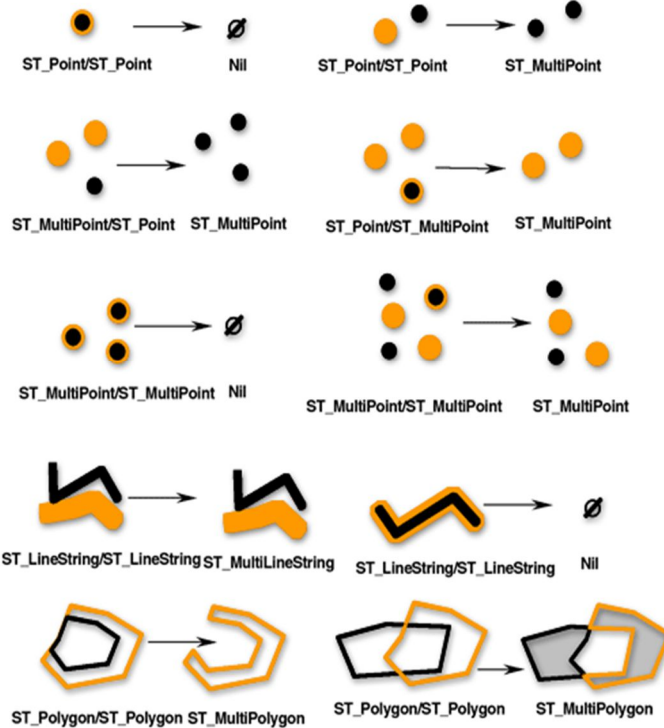 ST_Point/ST_Point Nil
ST_Point/ST_Point ST_MultiPoint
ST_MultiPoint/ST_Point ST_MultiPoint
ST_Point/ST_MultiPoint ST_MultiPoint
ST_MultiPoint/ST_MultiPoint Nil
ST_MultiPoint/ST_MultiPoint ST_MultiPoint
ST_LineString/ST_LineString ST_MultiLineString
ST_LineString/ST_LineString Nil
ST_Polygon/ST_Polygon ST_MultiPolygon
ST_Polygon/ST_Polygon ST_MultiPolygon